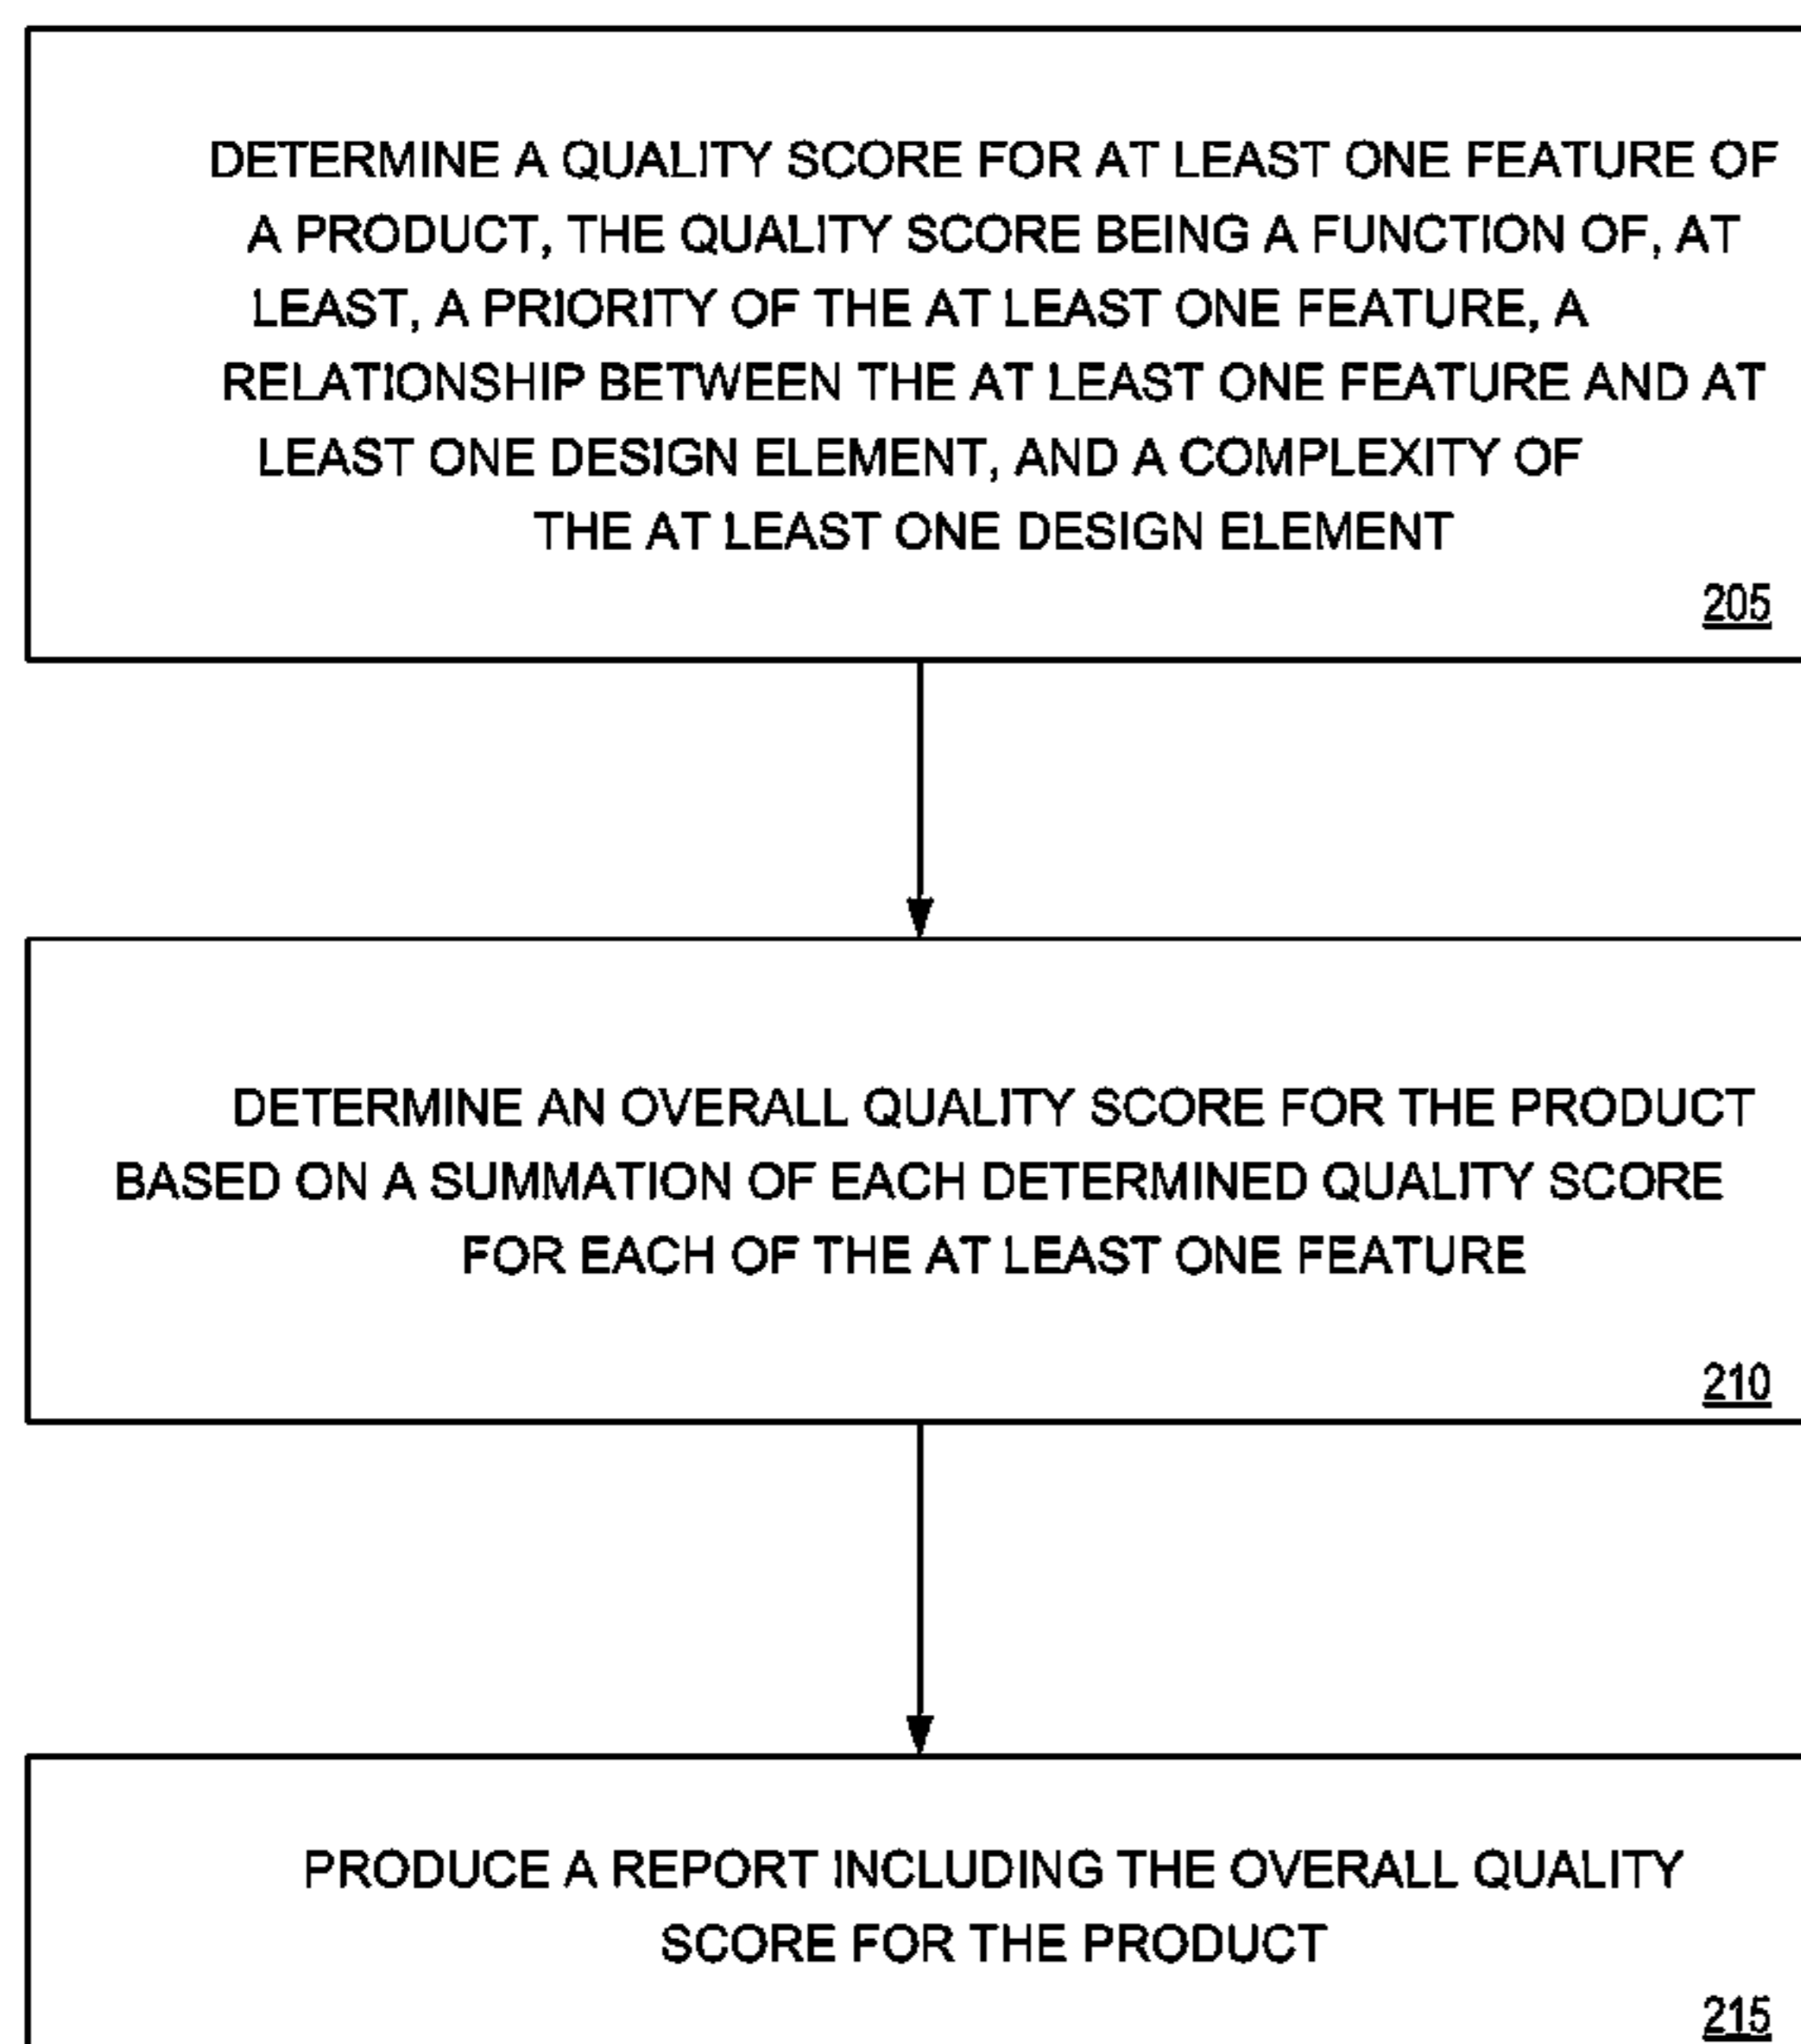 DETERMINE A QUALITY SCORE FOR AT LEAST ONE FEATURE OF
A PRODUCT, THE QUALITY SCORE BEING A FUNCTION OF, AT
LEAST, A PRIORITY OF THE AT LEAST ONE FEATURE, A
RELATIONSHIP BETWEEN THE AT LEAST ONE FEATURE AND AT
LEAST ONE DESIGN ELEMENT, AND A COMPLEXITY OF
THE AT LEAST ONE DESIGN ELEMENT
205
DETERMINE AN OVERALL QUALITY SCORE FOR THE PRODUCT
BASED ON A SUMMATION OF EACH DETERMINED QUALITY SCORE
FOR EACH OF THE AT LEAST ONE FEATURE
210
PRODUCE A REPORT INCLUDING THE OVERALL QUALITY
SCORE FOR THE PRODUCT
215